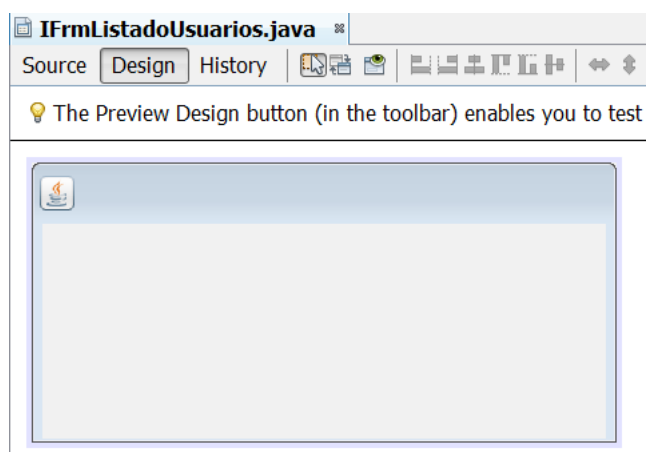 IFrmListadoUsuarios.java
Source Design History
The Preview Design button (in the toolbar) enables you to test